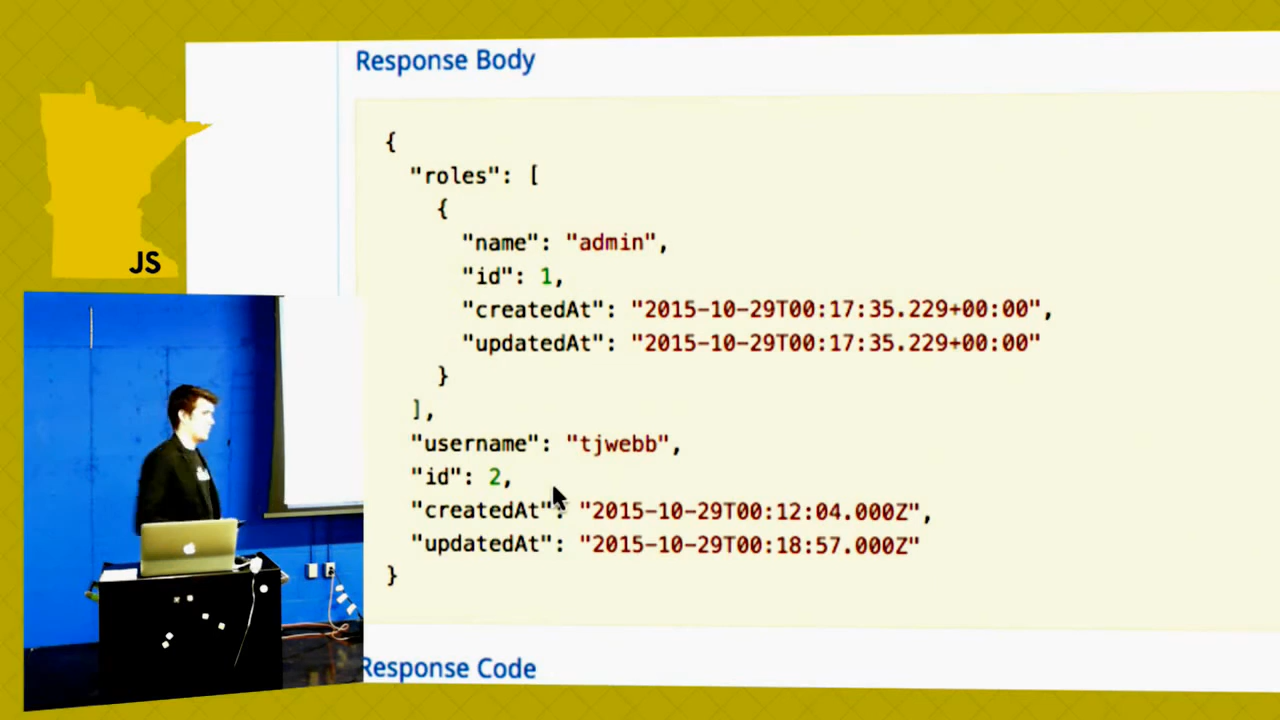 Response Body
{
"roles": [
{
"name": "admin",
"id": 1,
"createdAt": "2015-10-29T00:17:35.229+00:00",
"updatedAt": "2015-10-29T00:17:35.229+00:00"
}
],
"username": "tjwebb",
"id": 2,
"createdAt": "2015-10-29T00:12:04.000Z",
"updatedAt": "2015-10-29T00:18:57.000Z"
}
Response Code
JS